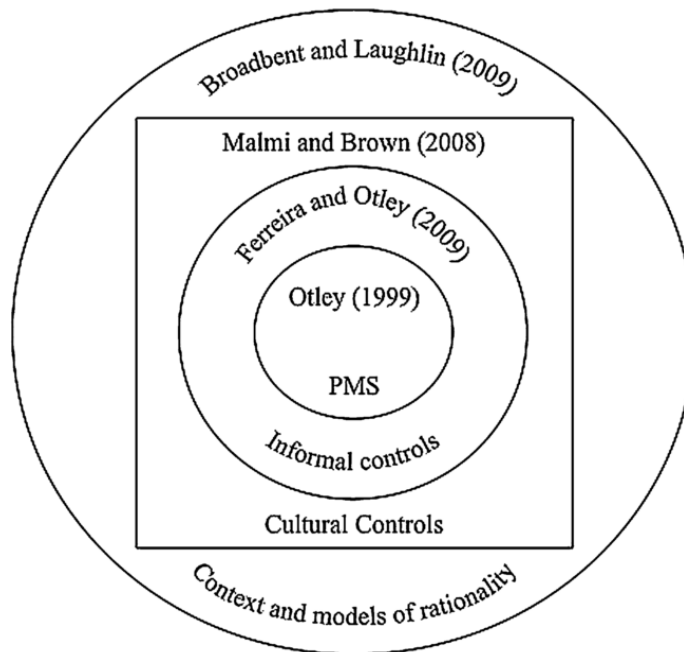 Broadbent and Laughlin (2009)
Malmi and Brown (2008)
Ferreira and Otley (2009)
Otley (1999)
PMS
Informal controls
Cultural Controls
Context and models of rationality